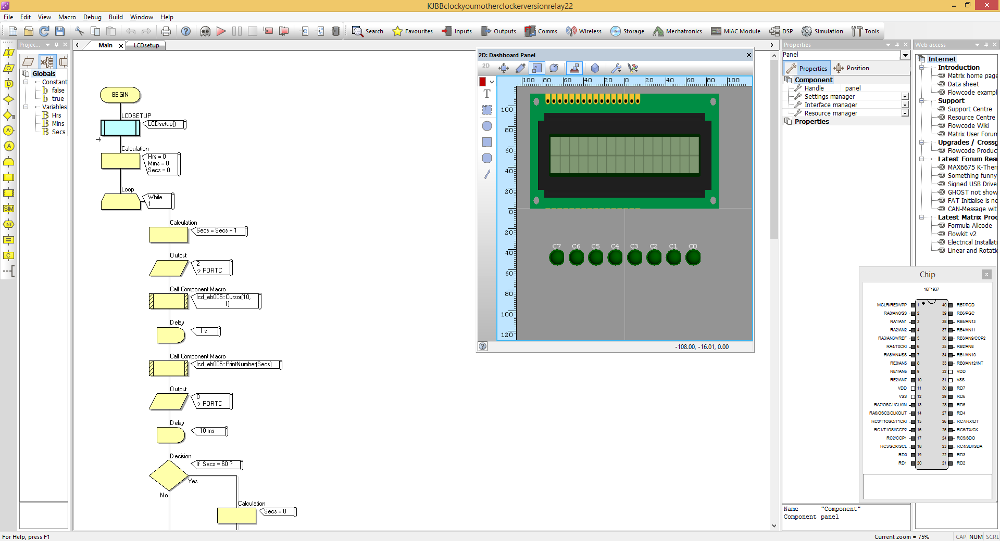 KJBBclockyoumotherclockerversionrelay22
File Edit View Macro Debug Build Window Help
Search Favourites Inputs Outputs Comms Wireless Storage Mechatronics MIAC Module DSP Simulation Tools
Projec...
Globals
Constant
false
true
Variables
Hrs
Mins
Secs
Main LCDsetup
BEGIN
LCDSETUP
LCDsetup()
Calculation
Hrs = 0
Mins = 0
Secs = 0
Loop
While
1
Calculation
Secs = Secs + 1
Output
2
-> PORTC
Call Component Macro
lcd_eb005::Cursor(10,
1)
Delay
1 s
Call Component Macro
lcd_eb005::PrintNumber(Secs)
Output
0
-> PORTC
Delay
10 ms
Decision
If Secs = 60 ?
Yes
No
Calculation
Secs = 0
I
O
D
A:
A
SIM
INT
=
C
2D: Dashboard Panel
2D
T
100 80 60 40 20 0 20 40 60 80 100
100
80
60
40
20
0
20
40
60
80
100
120
C7 C6 C5 C4 C3 C2 C1 C0
-108.00, -16.01, 0.00
Properties
Panel
Properties Position
Component
Handle panel
Settings manager
Interface manager
Resource manager
Properties
Name "Component"
Component panel
Web access
Internet
Introduction
Matrix home page
Data sheet
Flowcode exampl
Support
Support Centre
Resource Centre
Flowcode Wiki
Matrix User Forum
Upgrades / Crossg
Flowcode Produc
Latest Forum Resu
MAX6675 K-Ther
Something funny
Signed USB Drive
GHOST not show
FAT Initialise is no
CAN-Message wit
Latest Matrix Proc
Formula Allcode
Flowkit v2
Electrical Installati
Linear and Rotatio
Chip
16F1937
MCLR/RE3/VPP 1 40 RB7/PGD
RA0/AN0/SS 2 39 RB6/PGC
RA1/AN1 3 38 RB5/AN13
RA2/AN2 4 37 RB4/AN11
RA3/AN3/VREF 5 36 RB3/AN9/CCP2
RA4/T0CKI 6 35 RB2/AN8
RA5/AN4/SS 7 34 RB1/AN10
RE0/AN5 8 33 RB0/AN12/INT
RE1/AN6 9 32 VDD
RE2/AN7 10 31 VSS
VDD 11 30 RD7
VSS 12 29 RD6
RA7/OSC1/CLKIN 13 28 RD5
RA6/OSC2/CLKOUT 14 27 RD4
RC0/T1OSO/T1CKI 15 26 RC7/RX/DT
RC1/T1OSI/CCP2 16 25 RC6/TX/CK
RC2/CCP1 17 24 RC5/SDO
RC3/SCK/SCL 18 23 RC4/SDI/SDA
RD0 19 22 RD3
RD1 20 21 RD2
For Help, press F1
Current zoom = 75% CAP NUM SCRL